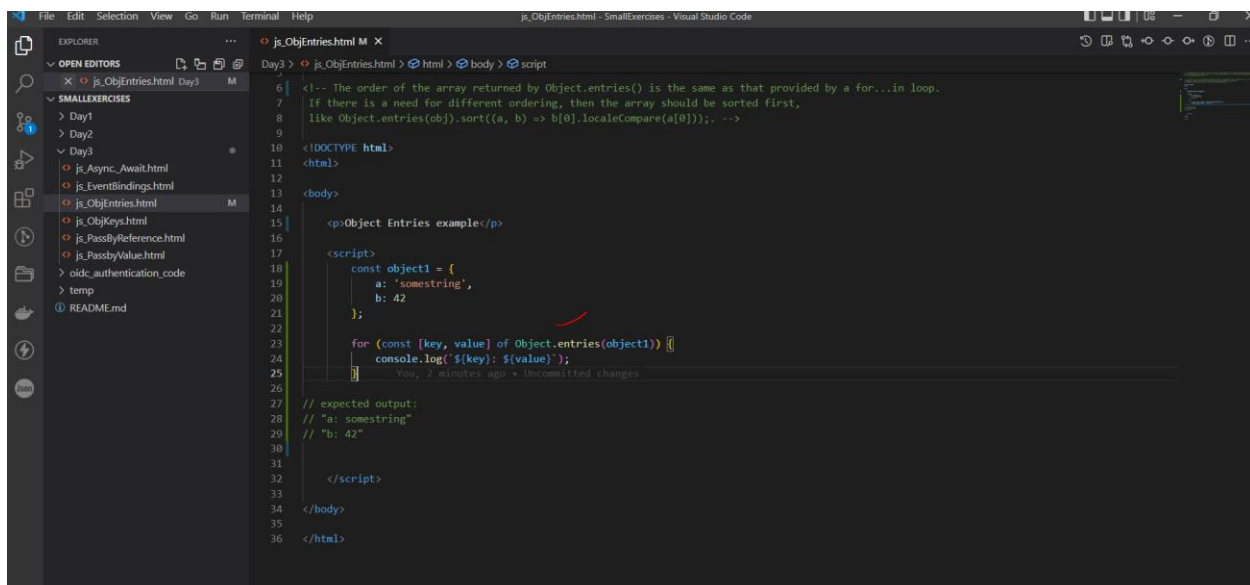 File Edit Selection View Go Run Terminal Help
js_ObjEntries.html - SmallExercises - Visual Studio Code
EXPLORER
OPEN EDITORS
js_ObjEntries.html Day3 M
SMALLEXERCISES
Day1
Day2
Day3
js_Async._Await.html
js_EventBindings.html
js_ObjEntries.html M
js_ObjKeys.html
js_PassByReference.html
js_PassbyValue.html
oidc_authentication_code
temp
README.md
1
Json
js_ObjEntries.html M
Day3 > js_ObjEntries.html > html > body > script
6 <!-- The order of the array returned by Object.entries() is the same as that provided by a for...in loop.
7 If there is a need for different ordering, then the array should be sorted first,
8 like Object.entries(obj).sort((a, b) => b[0].localeCompare(a[0]));. -->
9
10 <!DOCTYPE html>
11 <html>
12
13 <body>
14
15 <p>Object Entries example</p>
16
17 <script>
18 const object1 = {
19 a: 'somestring',
20 b: 42
21 };
22
23 for (const [key, value] of Object.entries(object1)) {
24 console.log(`${key}: ${value}`);
25 } You, 2 minutes ago • Uncommitted changes
26
27 // expected output:
28 // "a: somestring"
29 // "b: 42"
30
31
32 </script>
33
34 </body>
35
36 </html>